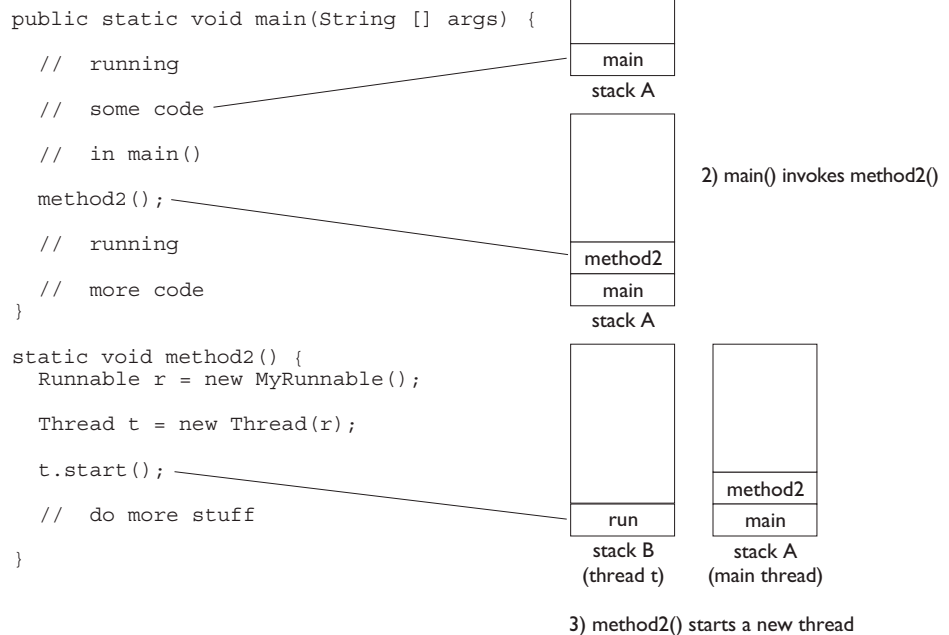 public static void main(String [] args) {
// running
// some code
// in main()
method2();
// running
// more code
}
static void method2() {
Runnable r = new MyRunnable();
Thread t = new Thread(r);
t.start();
// do more stuff
}
main
stack A
2) main() invokes method2()
method2
main
stack A
run
stack B
(thread t)
method2
main
stack A
(main thread)
3) method2() starts a new thread